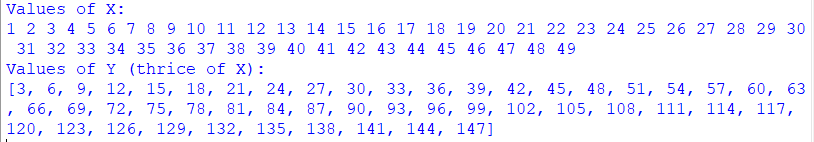 Values of X:
1 2 3 4 5 6 7 8 9 10 11 12 13 14 15 16 17 18 19 20 21 22 23 24 25 26 27 28 29 30
31 32 33 34 35 36 37 38 39 40 41 42 43 44 45 46 47 48 49
Values of Y (thrice of X):
[3, 6, 9, 12, 15, 18, 21, 24, 27, 30, 33, 36, 39, 42, 45, 48, 51, 54, 57, 60, 63
, 66, 69, 72, 75, 78, 81, 84, 87, 90, 93, 96, 99, 102, 105, 108, 111, 114, 117,
120, 123, 126, 129, 132, 135, 138, 141, 144, 147]